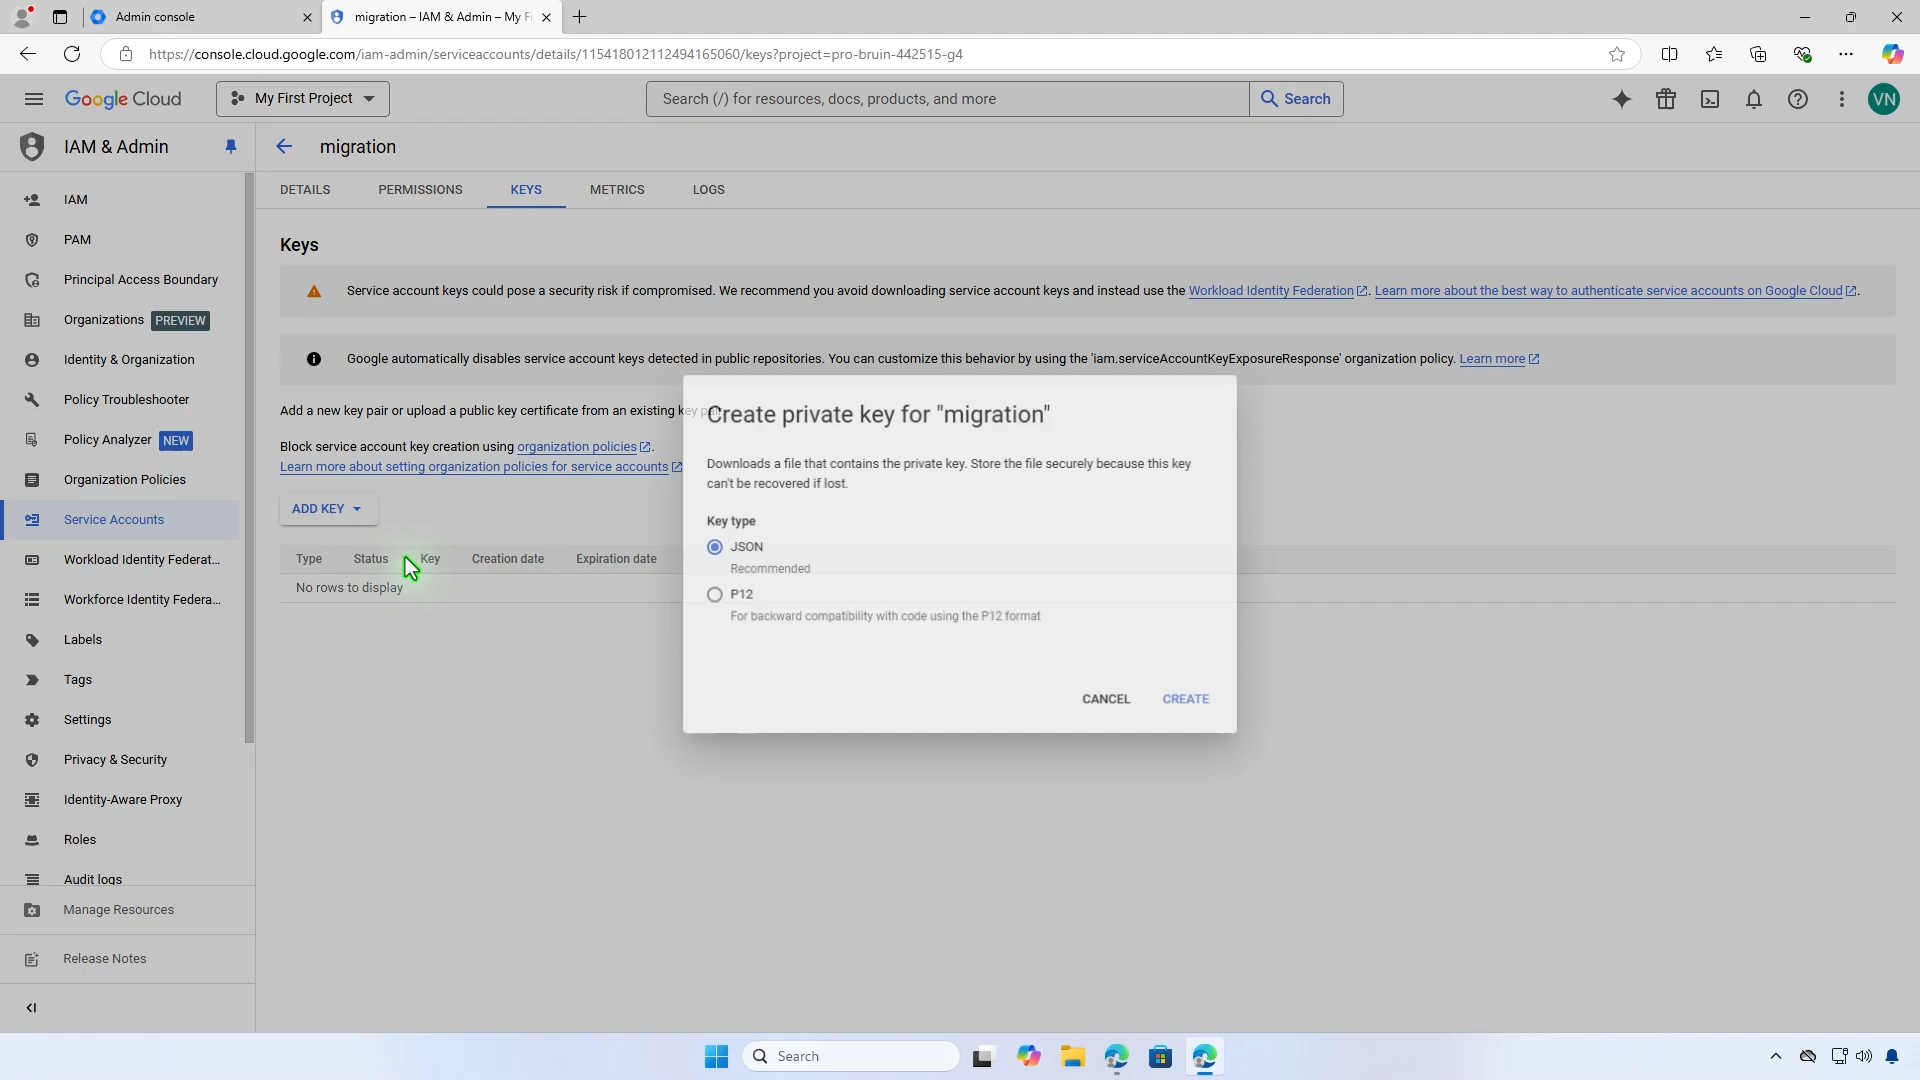 Admin console
migration – IAM & Admin – My Fi
https://console.cloud.google.com/iam-admin/serviceaccounts/details/115418012112494165060/keys?project=pro-bruin-442515-g4
Google Cloud
My First Project
Search (/) for resources, docs, products, and more
Search
VN
IAM & Admin
migration
DETAILS
PERMISSIONS
KEYS
METRICS
LOGS
IAM
PAM
Principal Access Boundary
Organizations PREVIEW
Identity & Organization
Policy Troubleshooter
Policy Analyzer NEW
Organization Policies
Service Accounts
Workload Identity Federat...
Workforce Identity Federa...
Labels
Tags
Settings
Privacy & Security
Identity-Aware Proxy
Roles
Audit logs
Manage Resources
Release Notes
Keys
Service account keys could pose a security risk if compromised. We recommend you avoid downloading service account keys and instead use the Workload Identity Federation. Learn more about the best way to authenticate service accounts on Google Cloud.
Google automatically disables service account keys detected in public repositories. You can customize this behavior by using the 'iam.serviceAccountKeyExposureResponse' organization policy. Learn more
Add a new key pair or upload a public key certificate from an existing key pair.
Block service account key creation using organization policies.
Learn more about setting organization policies for service accounts
ADD KEY
Type Status Key Creation date Expiration date
No rows to display
Create private key for "migration"
Downloads a file that contains the private key. Store the file securely because this key
can't be recovered if lost.
Key type
JSON
Recommended
P12
For backward compatibility with code using the P12 format
CANCEL
CREATE
Search